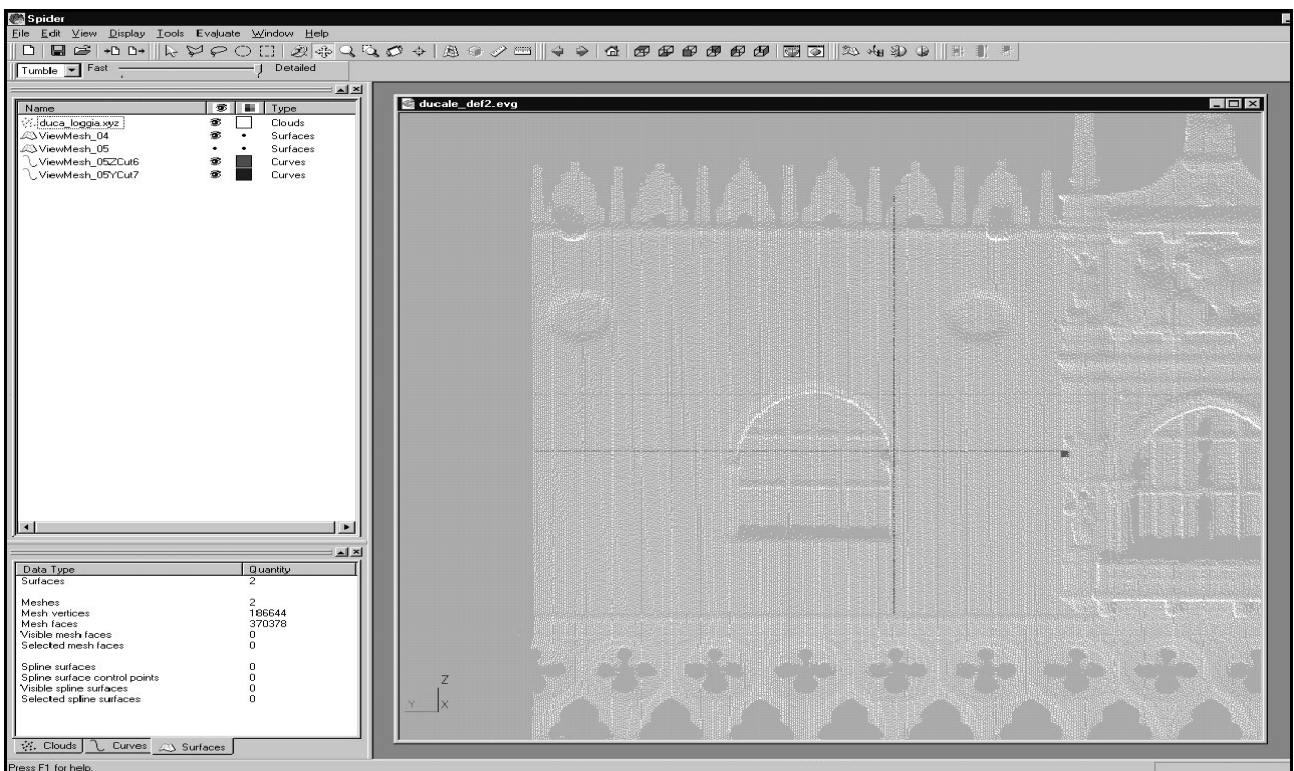 Spider
File Edit View Display Tools Evaluate Window Help
Tumble Fast Detailed
Name Type
duca_loggia.xyz Clouds
ViewMesh_04 Surfaces
ViewMesh_05 Surfaces
ViewMesh_05ZCut6 Curves
ViewMesh_05YCut7 Curves
Data Type Quantity
Surfaces 2
Meshes 2
Mesh vertices 186644
Mesh faces 370378
Visible mesh faces 0
Selected mesh faces 0
Spline surfaces 0
Spline surface control points 0
Visible spline surfaces 0
Selected spline surfaces 0
Clouds Curves Surfaces
Press F1 for help.
ducale_def2.evg
Z
Y X